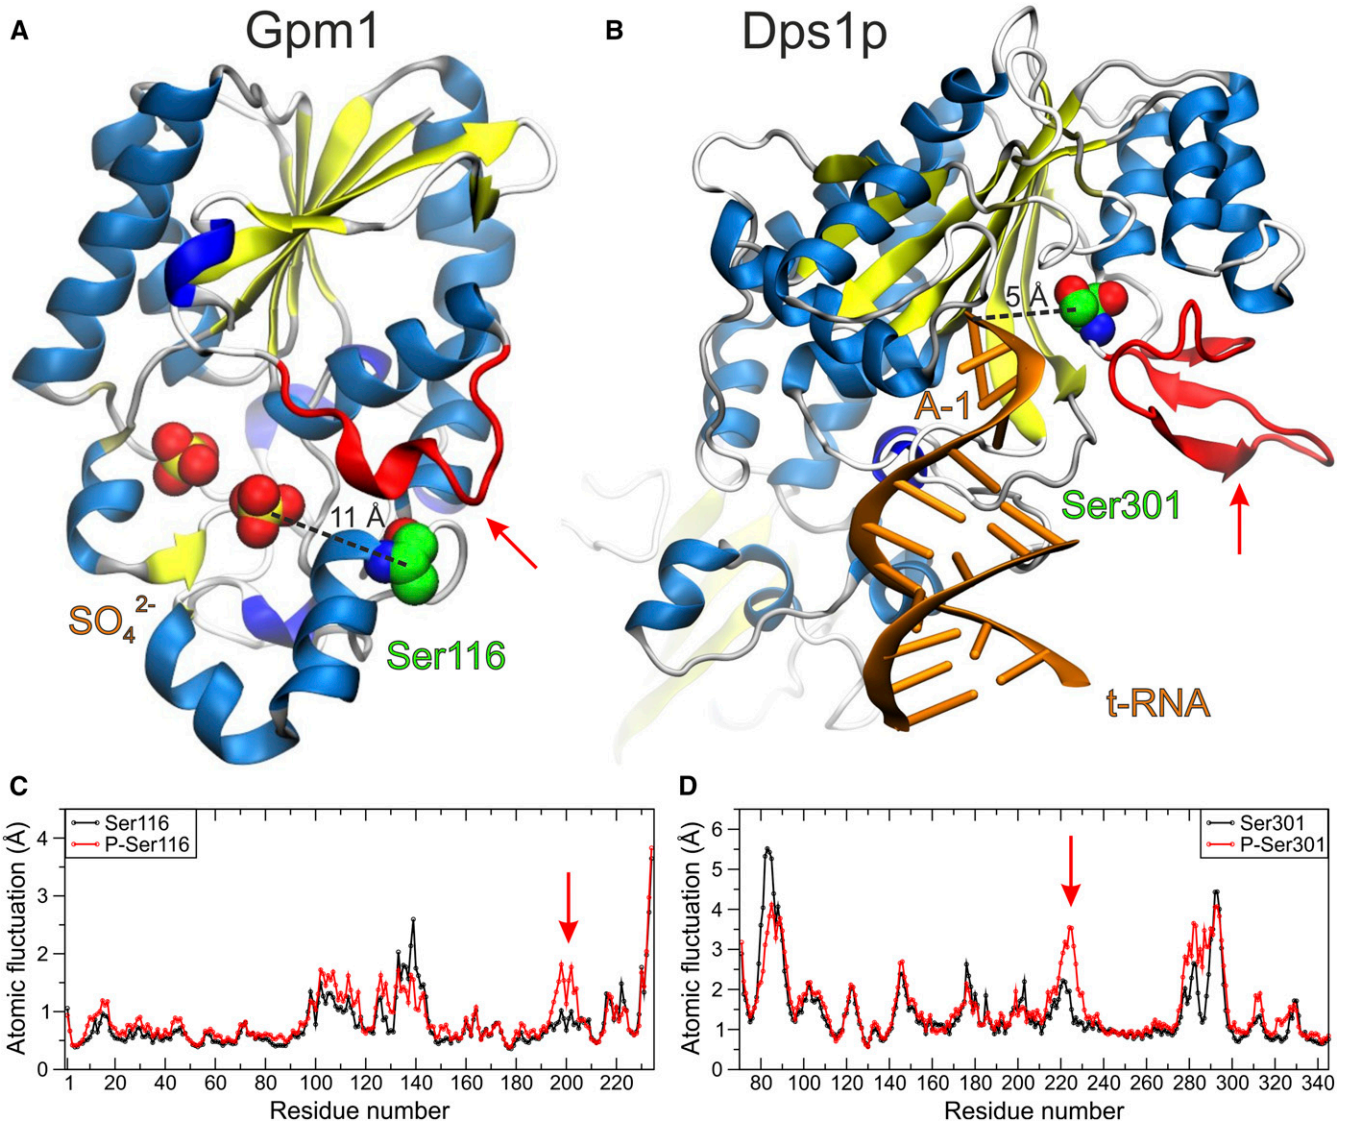 A
Gpm1
B
Dps1p
5 Å
A-1
11 Å
Ser301
SO₄²⁻
Ser116
t-RNA
C
Ser116
P-Ser116
Atomic fluctuation (Å)
4
3
2
1
0
1 20 40 60 80 100 120 140 160 180 200 220
Residue number
D
Ser301
P-Ser301
Atomic fluctuation (Å)
6
5
4
3
2
1
0
80 100 120 140 160 180 200 220 240 260 280 300 320 340
Residue number